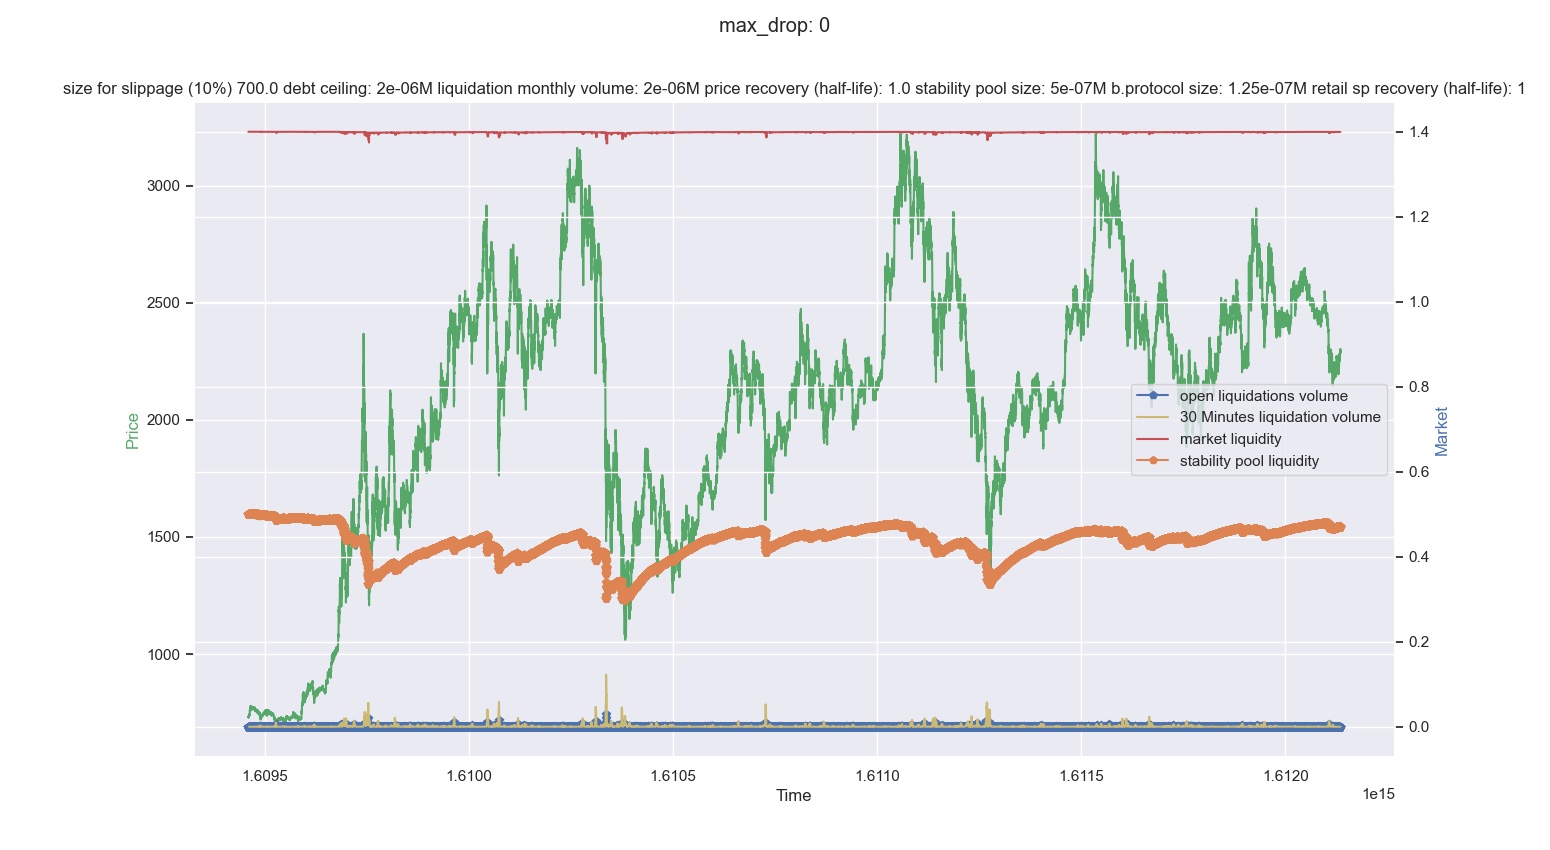 max_drop: 0
size for slippage (10%) 700.0 debt ceiling: 2e-06M liquidation monthly volume: 2e-06M price recovery (half-life): 1.0 stability pool size: 5e-07M b.protocol size: 1.25e-07M retail sp recovery (half-life): 1
1.4
3000
1.2
2500
1.0
0.8
open liquidations volume
30 Minutes liquidation volume
market liquidity
stability pool liquidity
2000
Price
Market
0.6
1500
0.4
1000
0.2
0.0
1.6095 1.6100 1.6105 1.6110 1.6115 1.6120
Time
1e15